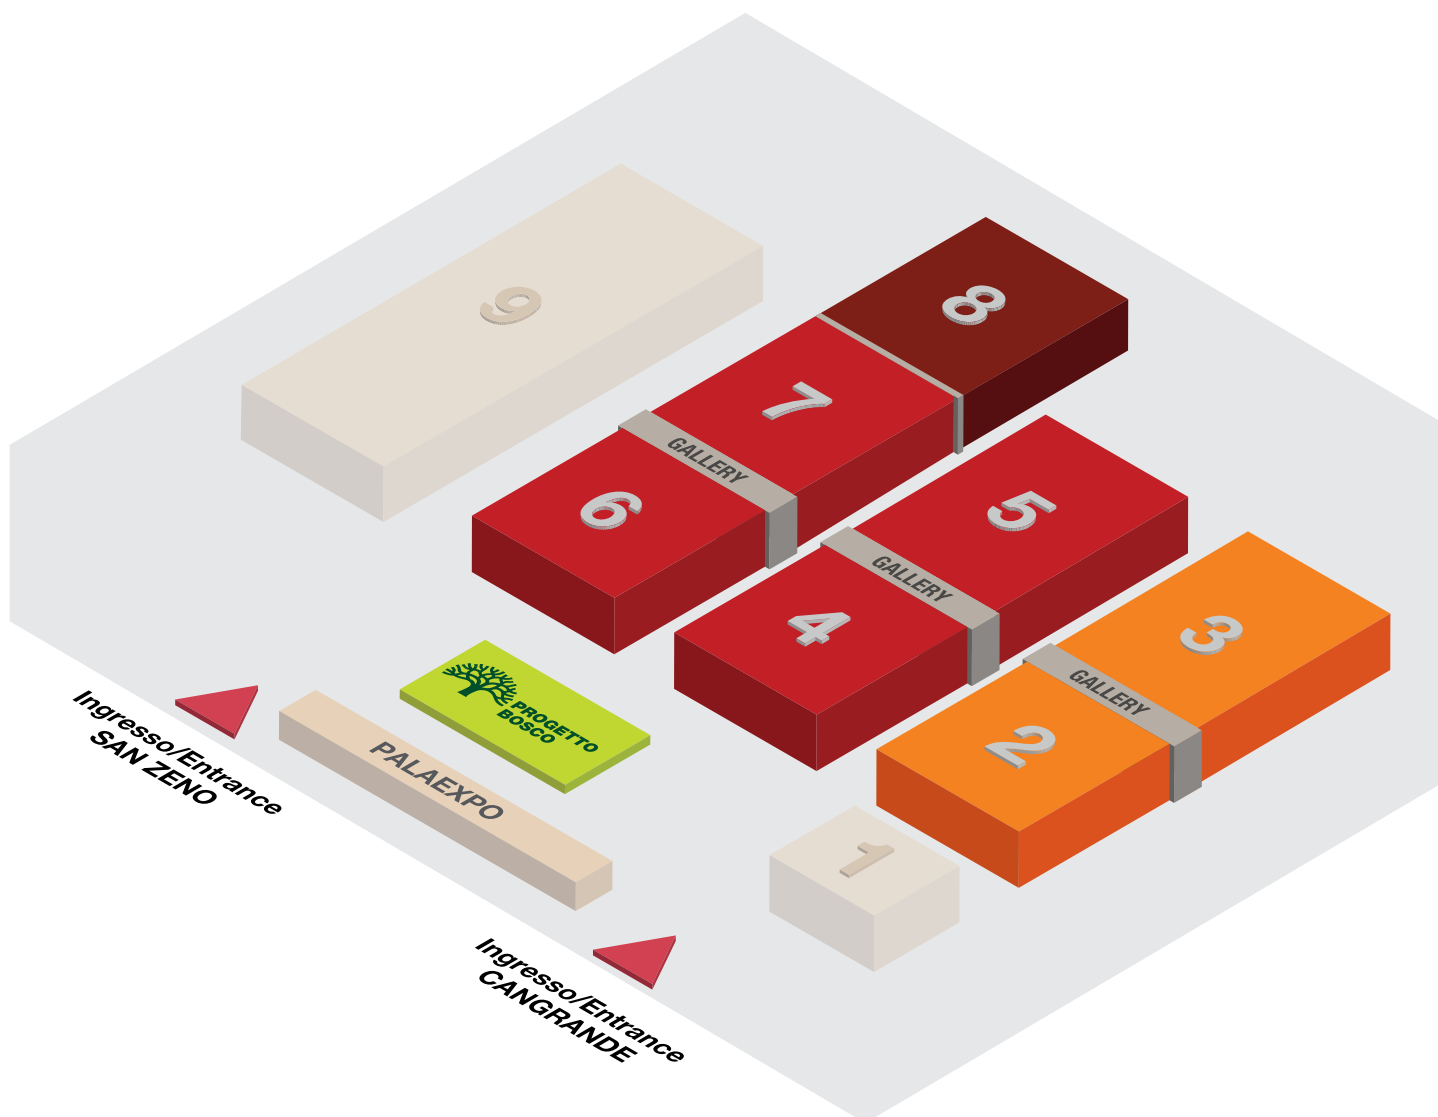 9
8
7
GALLERY
6
5
GALLERY
4
3
GALLERY
2
1
PROGETTO
BOSCO
PALAEXPO
Ingresso/Entrance
SAN ZENO
Ingresso/Entrance
CANGRANDE